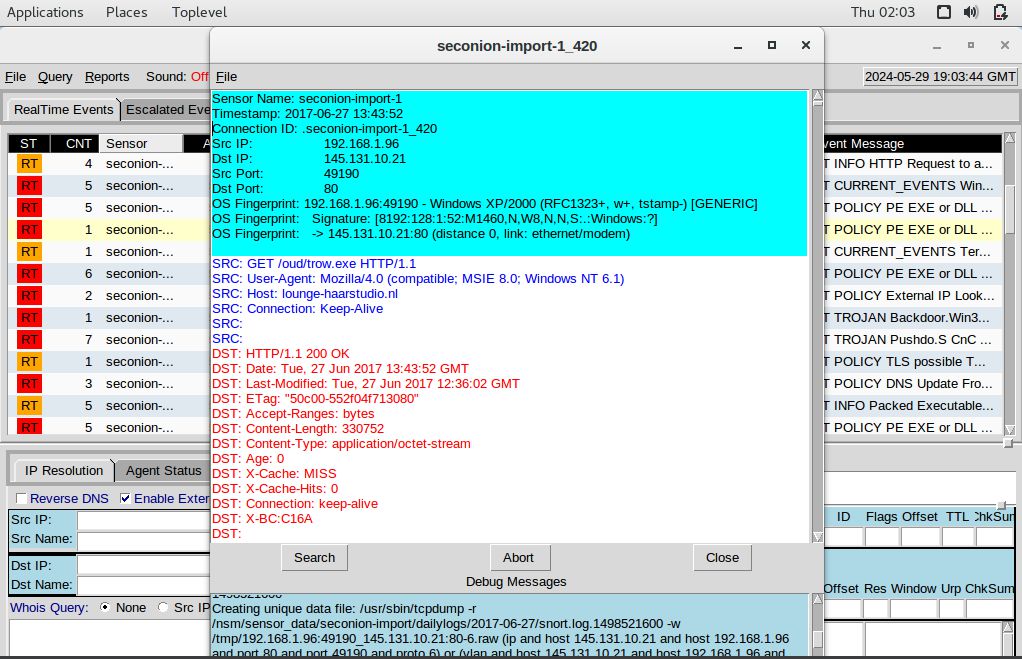 Applications Places Toplevel Thu 02:03
seconion-import-1_420
File Query Reports Sound: Off File 2024-05-29 19:03:44 GMT
RealTime Events Escalated Eve
ST CNT Sensor A vent Message
RT 4 seconion-... T INFO HTTP Request to a...
RT 5 seconion-... T CURRENT_EVENTS Win...
RT 5 seconion-... T POLICY PE EXE or DLL ...
RT 1 seconion-... T POLICY PE EXE or DLL ...
RT 1 seconion-... T CURRENT_EVENTS Ter...
RT 6 seconion-... T POLICY PE EXE or DLL ...
RT 2 seconion-... T POLICY External IP Look...
RT 1 seconion-... T TROJAN Backdoor.Win3...
RT 7 seconion-... T TROJAN Pushdo.S CnC ...
RT 1 seconion-... T POLICY TLS possible T...
RT 3 seconion-... T POLICY DNS Update Fro...
RT 5 seconion-... T INFO Packed Executable...
RT 5 seconion-... T POLICY PE EXE or DLL ...
Sensor Name: seconion-import-1
Timestamp: 2017-06-27 13:43:52
Connection ID: .seconion-import-1_420
Src IP: 192.168.1.96
Dst IP: 145.131.10.21
Src Port: 49190
Dst Port: 80
OS Fingerprint: 192.168.1.96:49190 - Windows XP/2000 (RFC1323+, w+, tstamp-) [GENERIC]
OS Fingerprint: Signature: [8192:128:1:52:M1460,N,W8,N,N,S:.:Windows:?]
OS Fingerprint: -> 145.131.10.21:80 (distance 0, link: ethernet/modem)
SRC: GET /oud/trow.exe HTTP/1.1
SRC: User-Agent: Mozilla/4.0 (compatible; MSIE 8.0; Windows NT 6.1)
SRC: Host: lounge-haarstudio.nl
SRC: Connection: Keep-Alive
SRC:
SRC:
DST: HTTP/1.1 200 OK
DST: Date: Tue, 27 Jun 2017 13:43:52 GMT
DST: Last-Modified: Tue, 27 Jun 2017 12:36:02 GMT
DST: ETag: "50c00-552f04f713080"
DST: Accept-Ranges: bytes
DST: Content-Length: 330752
DST: Content-Type: application/octet-stream
DST: Age: 0
DST: X-Cache: MISS
DST: X-Cache-Hits: 0
DST: Connection: keep-alive
DST: X-BC:C16A
DST:
Search Abort Close
Debug Messages
1498521600
Creating unique data file: /usr/sbin/tcpdump -r
/nsm/sensor_data/seconion-import/dailylogs/2017-06-27/snort.log.1498521600 -w
/tmp/192.168.1.96:49190_145.131.10.21:80-6.raw (ip and host 145.131.10.21 and host 192.168.1.96
and port 80 and port 49190 and proto 6) or (vlan and host 145.131.10.21 and host 192.168.1.96 and
IP Resolution Agent Status
Reverse DNS Enable Exter
Src IP:
Src Name:
Dst IP:
Dst Name:
Whois Query: None Src IP
ID Flags Offset TTL ChkSum
Offset Res Window Urp ChkSum